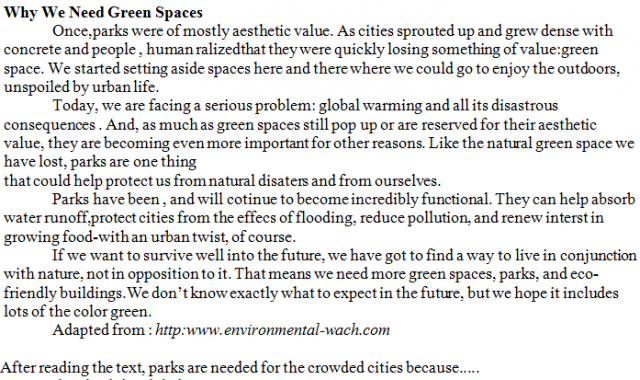 Why We Need Green Spaces
Once,parks were of mostly aesthetic value. As cities sprouted up and grew dense with
concrete and people , human ralizedthat they were quickly losing something of value:green
space. We started setting aside spaces here and there where we could go to enjoy the outdoors,
unspoiled by urban life.
Today, we are facing a serious problem: global warming and all its disastrous
consequences . And, as much as green spaces still pop up or are reserved for their aesthetic
value, they are becoming even more important for other reasons. Like the natural green space we
have lost, parks are one thing
that could help protect us from natural disaters and from ourselves.
Parks have been , and will cotinue to become incredibly functional. They can help absorb
water runoff,protect cities from the effecs of flooding, reduce pollution, and renew interst in
growing food-with an urban twist, of course.
If we want to survive well into the future, we have got to find a way to live in conjunction
with nature, not in opposition to it. That means we need more green spaces, parks, and eco-
friendly buildings.We don't know exactly what to expect in the future, but we hope it includes
lots of the color green.
Adapted from : http:www.environmental-wach.com
After reading the text, parks are needed for the crowded cities because.....